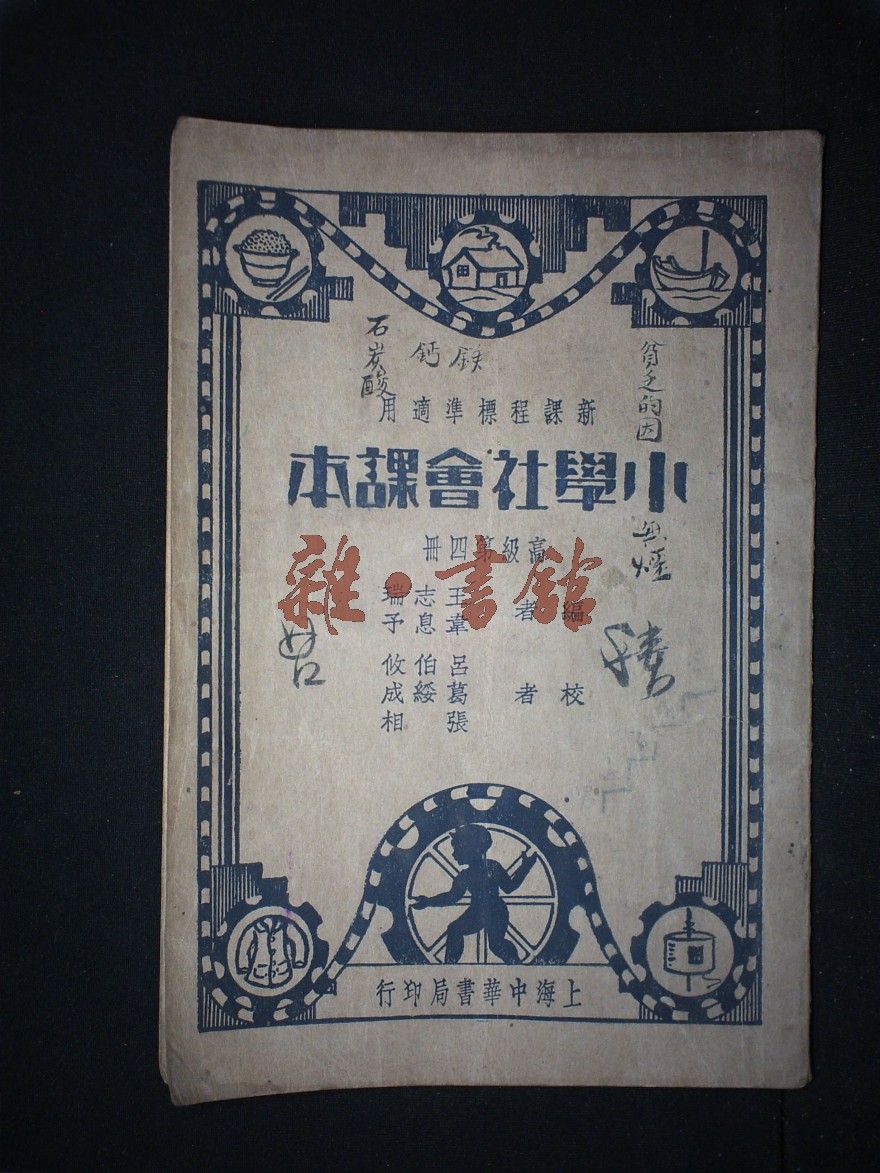 石炭酸
鈣 鉄
貧乏的因
新課程標準適用
小學社會課本
高級第四冊
雜·書館
編者 王志瑞
韋息予
校者 呂伯攸
葛綏成
張相
上海中華書局印行